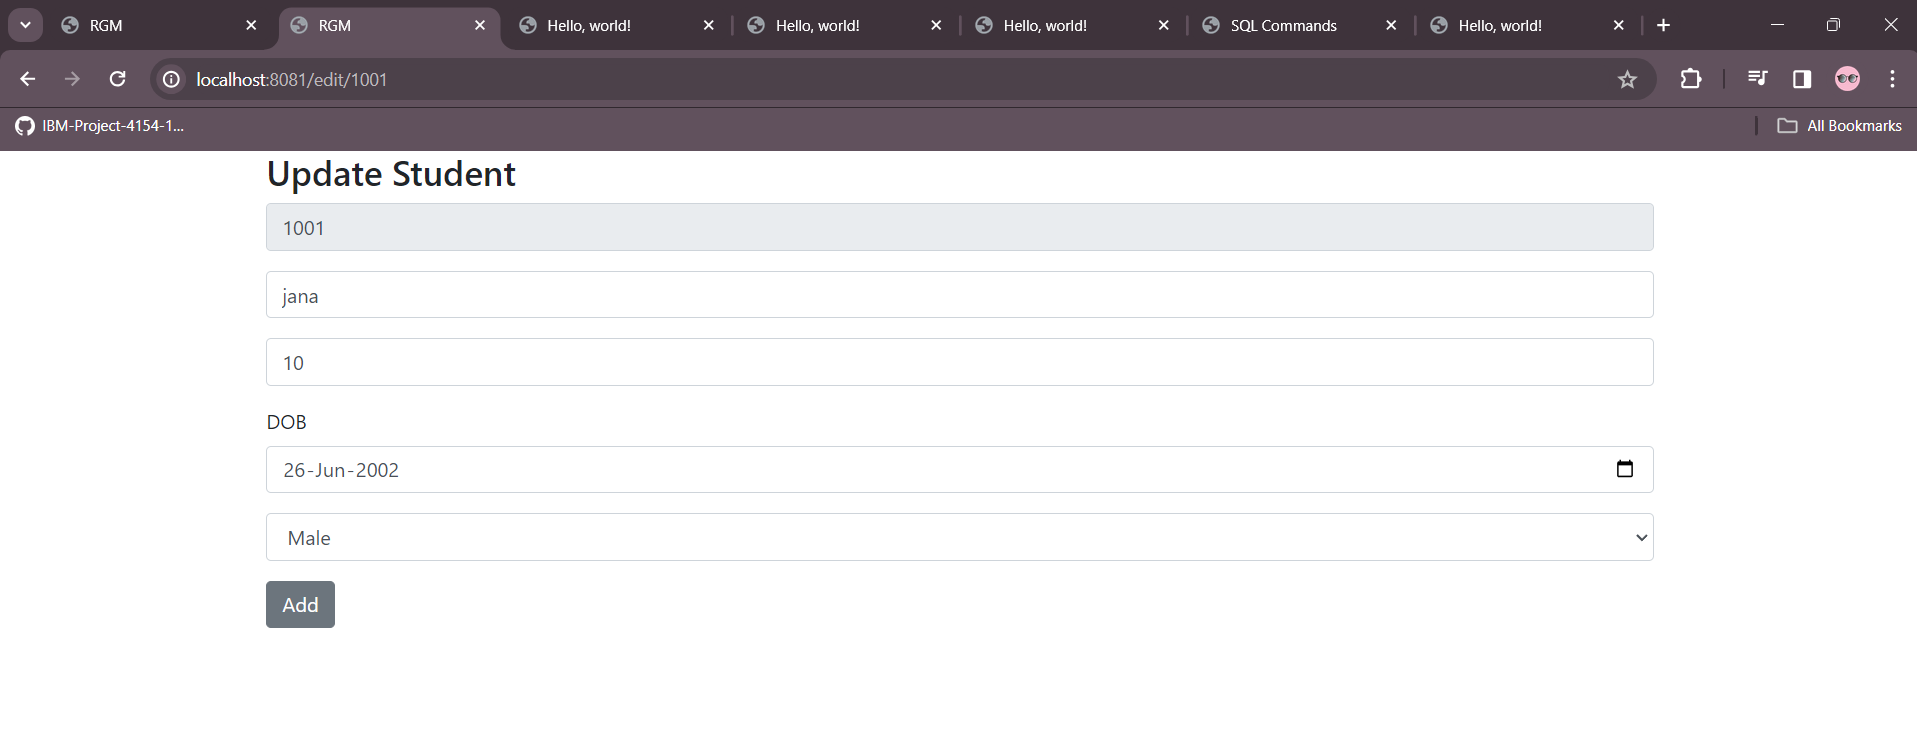 RGM
RGM
Hello, world!
Hello, world!
Hello, world!
SQL Commands
Hello, world!
localhost:8081/edit/1001
IBM-Project-4154-1...
All Bookmarks
Update Student
1001
jana
10
DOB
26-Jun-2002
Male
Add